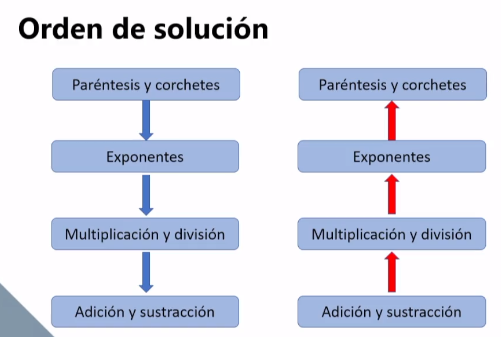 Orden de solución
Paréntesis y corchetes
Exponentes
Multiplicación y división
Adición y sustracción
Paréntesis y corchetes
Exponentes
Multiplicación y división
Adición y sustracción